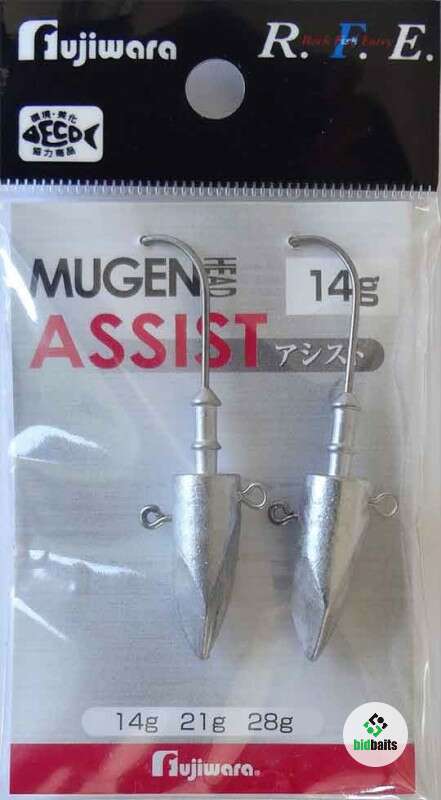 Fujiwara
R. F. E.
Rock Fish Entry
環境・美化
ECO
協力商品
MUGEN HEAD
14g
ASSIST アシスト
14g 21g 28g
Fujiwara®
bidbaits